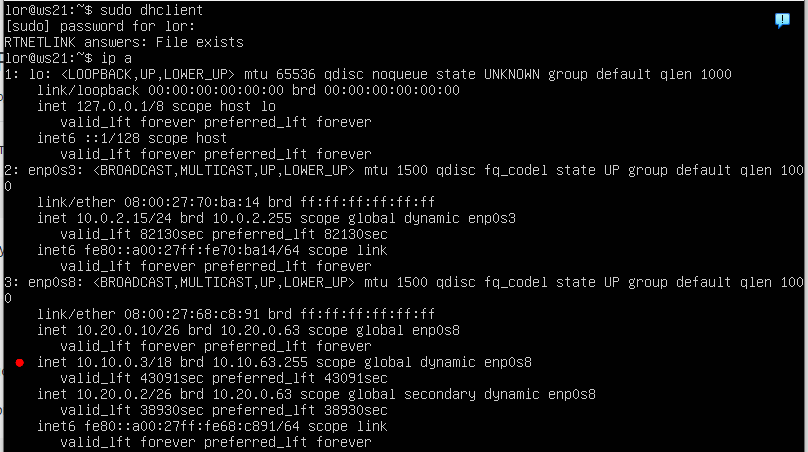 lor@ws21:~$ sudo dhclient
[sudo] password for lor:
RTNETLINK answers: File exists
lor@ws21:~$ ip a
1: lo: <LOOPBACK,UP,LOWER_UP> mtu 65536 qdisc noqueue state UNKNOWN group default qlen 1000
    link/loopback 00:00:00:00:00:00 brd 00:00:00:00:00:00
    inet 127.0.0.1/8 scope host lo
       valid_lft forever preferred_lft forever
    inet6 ::1/128 scope host
       valid_lft forever preferred_lft forever
2: enp0s3: <BROADCAST,MULTICAST,UP,LOWER_UP> mtu 1500 qdisc fq_codel state UP group default qlen 100
0
    link/ether 08:00:27:70:ba:14 brd ff:ff:ff:ff:ff:ff
    inet 10.0.2.15/24 brd 10.0.2.255 scope global dynamic enp0s3
       valid_lft 82130sec preferred_lft 82130sec
    inet6 fe80::a00:27ff:fe70:ba14/64 scope link
       valid_lft forever preferred_lft forever
3: enp0s8: <BROADCAST,MULTICAST,UP,LOWER_UP> mtu 1500 qdisc fq_codel state UP group default qlen 100
0
    link/ether 08:00:27:68:c8:91 brd ff:ff:ff:ff:ff:ff
    inet 10.20.0.10/26 brd 10.20.0.63 scope global enp0s8
       valid_lft forever preferred_lft forever
    inet 10.10.0.3/18 brd 10.10.63.255 scope global dynamic enp0s8
       valid_lft 43091sec preferred_lft 43091sec
    inet 10.20.0.2/26 brd 10.20.0.63 scope global secondary dynamic enp0s8
       valid_lft 38930sec preferred_lft 38930sec
    inet6 fe80::a00:27ff:fe68:c891/64 scope link
       valid_lft forever preferred_lft forever